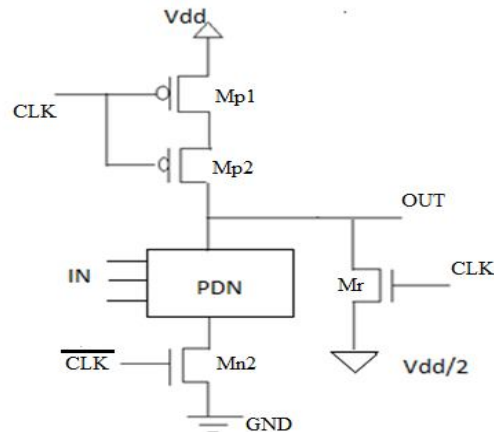 Vdd
CLK
Mp1
Mp2
OUT
IN
PDN
Mr
CLK
CLK
Mn2
Vdd/2
GND